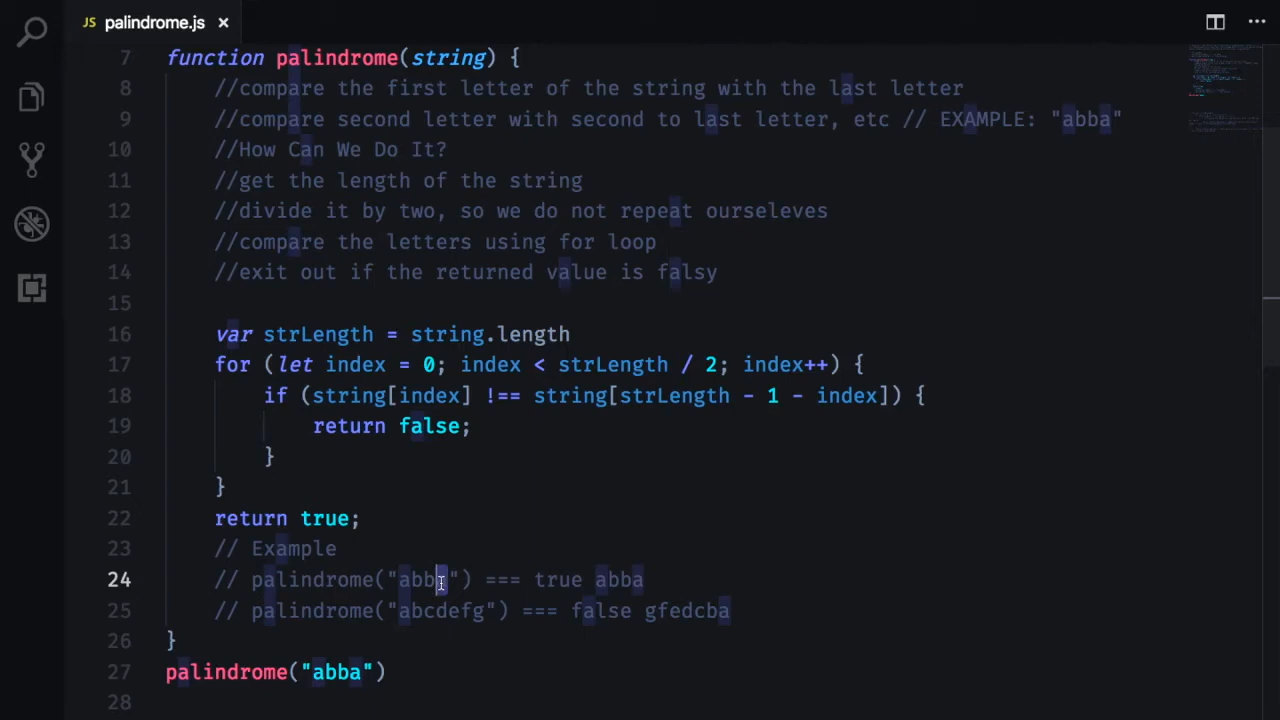 JS palindrome.js ×
7 function palindrome(string) {
8 //compare the first letter of the string with the last letter
9 //compare second letter with second to last letter, etc // EXAMPLE: "abba"
10 //How Can We Do It?
11 //get the length of the string
12 //divide it by two, so we do not repeat ourseleves
13 //compare the letters using for loop
14 //exit out if the returned value is falsy
15
16 var strLength = string.length
17 for (let index = 0; index < strLength / 2; index++) {
18 if (string[index] !== string[strLength - 1 - index]) {
19 return false;
20 }
21 }
22 return true;
23 // Example
24 // palindrome("abba") === true abba
25 // palindrome("abcdefg") === false gfedcba
26 }
27 palindrome("abba")
28